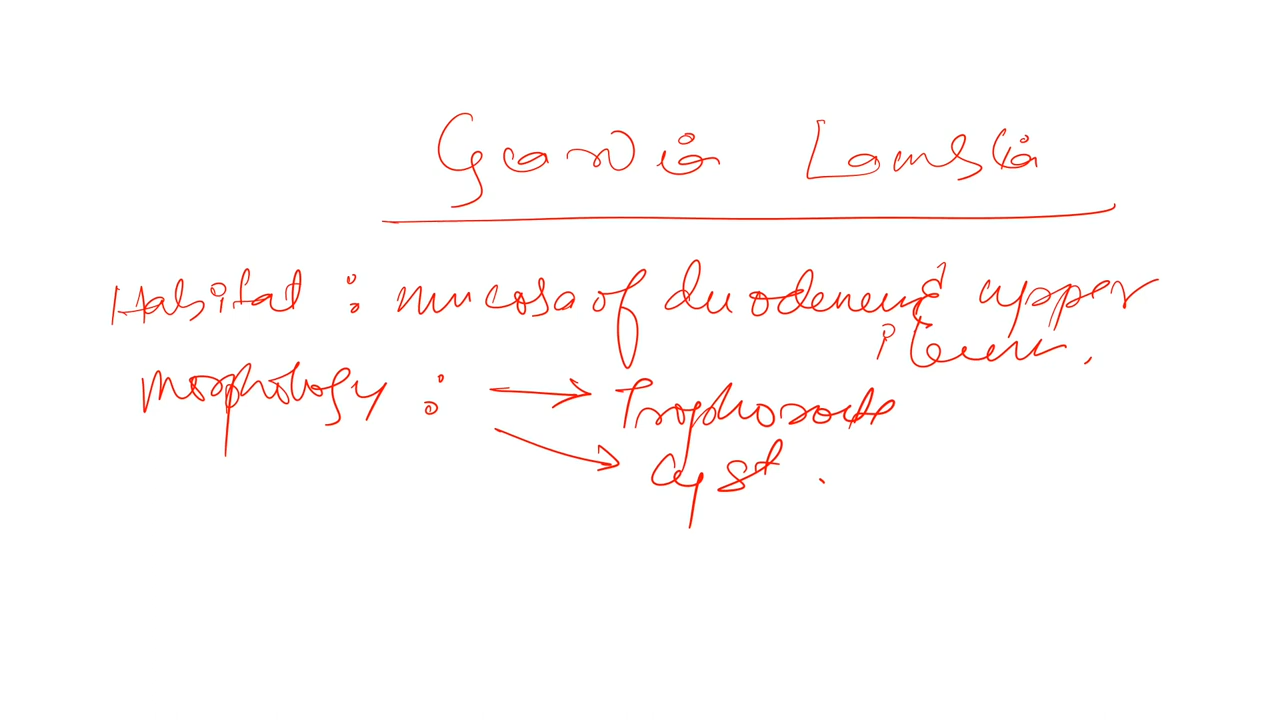 Giardia Lamblia
Habitat : mucosa of duodenum & upper
ileum.
morphology : → Trophozoite
→ cyst.